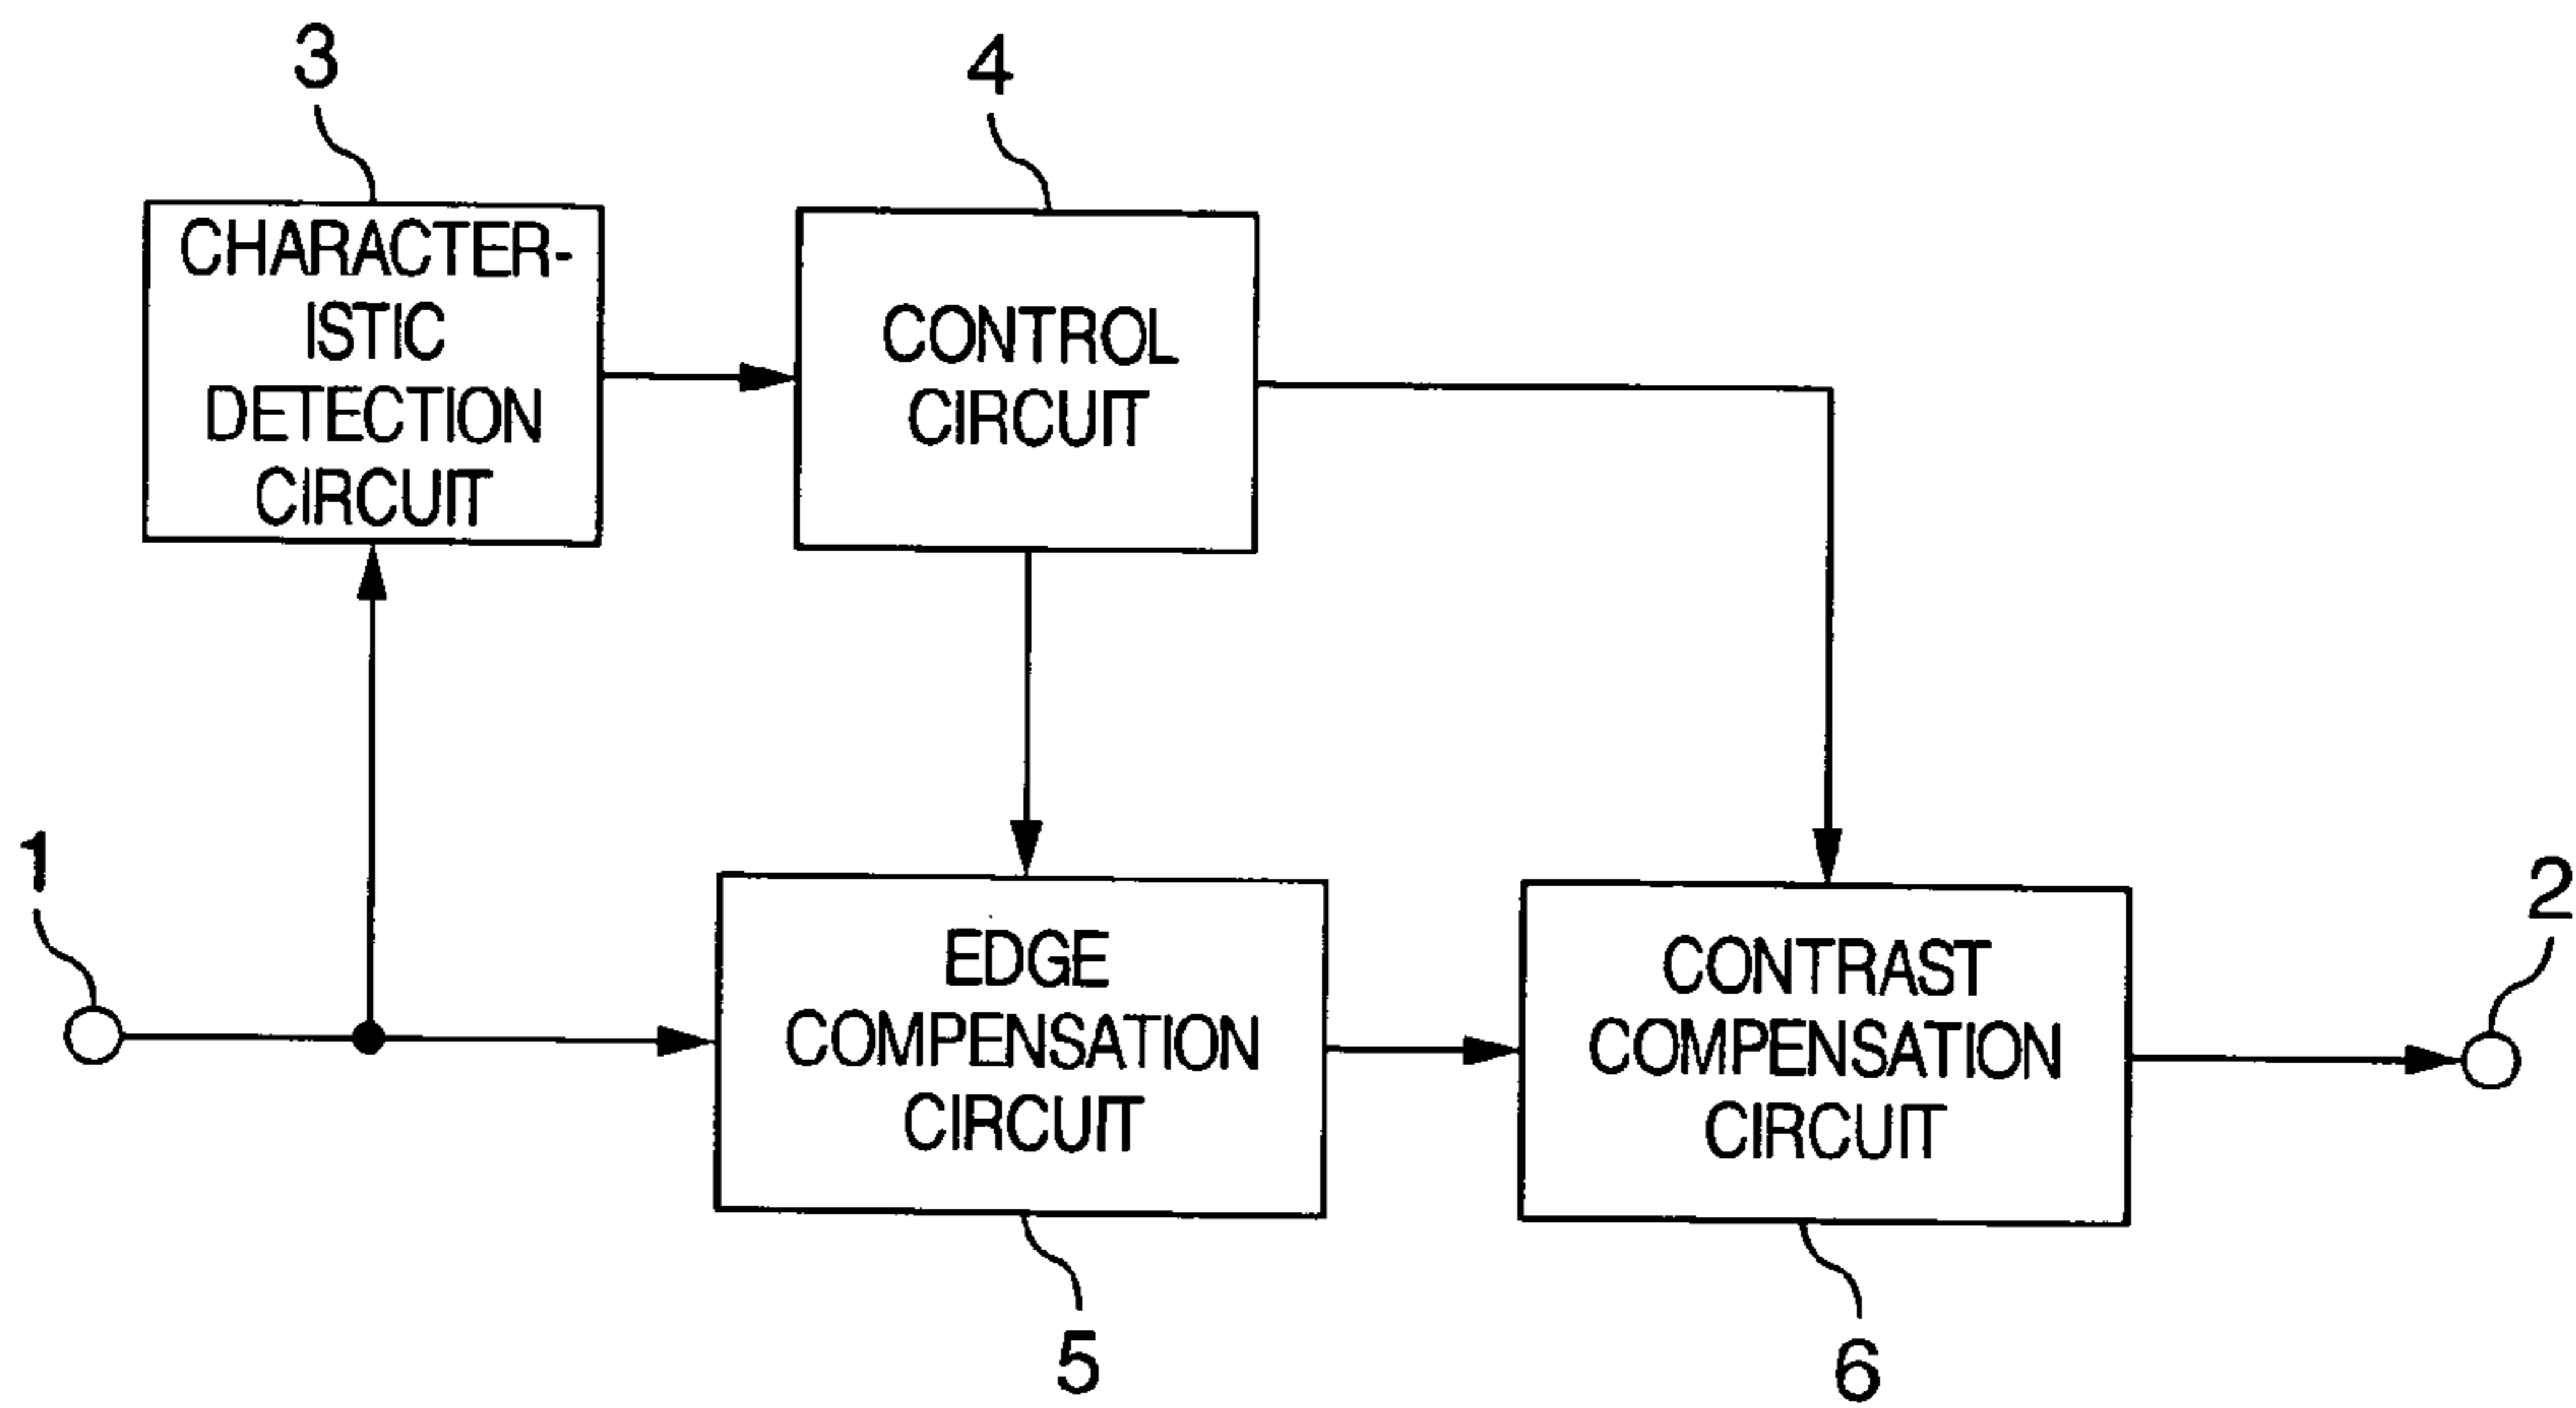 3
4
CHARACTER-
ISTIC
DETECTION
CIRCUIT
CONTROL
CIRCUIT
1
2
EDGE
COMPENSATION
CIRCUIT
CONTRAST
COMPENSATION
CIRCUIT
5
6